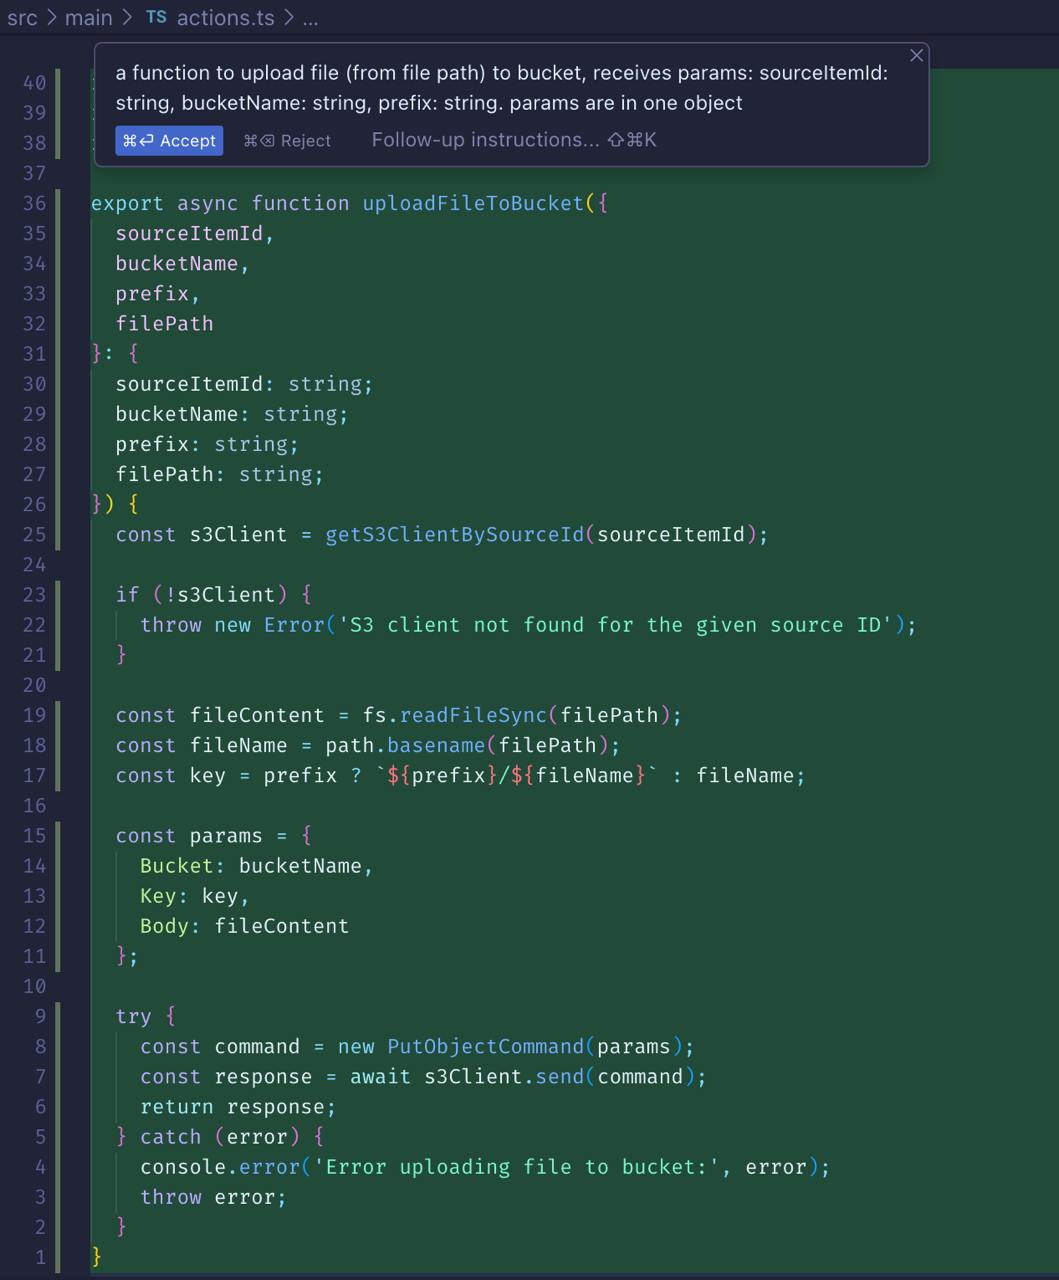 src > main > TS actions.ts > ...
a function to upload file (from file path) to bucket, receives params: sourceItemId:
string, bucketName: string, prefix: string. params are in one object
⌘⏎ Accept ⌘⌫ Reject Follow-up instructions... ⇧⌘K
40
39
38
37
36 export async function uploadFileToBucket({
35   sourceItemId,
34   bucketName,
33   prefix,
32   filePath
31 }: {
30   sourceItemId: string;
29   bucketName: string;
28   prefix: string;
27   filePath: string;
26 }) {
25   const s3Client = getS3ClientBySourceId(sourceItemId);
24
23   if (!s3Client) {
22     throw new Error('S3 client not found for the given source ID');
21   }
20
19   const fileContent = fs.readFileSync(filePath);
18   const fileName = path.basename(filePath);
17   const key = prefix ? `${prefix}/${fileName}` : fileName;
16
15   const params = {
14     Bucket: bucketName,
13     Key: key,
12     Body: fileContent
11   };
10
9   try {
8     const command = new PutObjectCommand(params);
7     const response = await s3Client.send(command);
6     return response;
5   } catch (error) {
4     console.error('Error uploading file to bucket:', error);
3     throw error;
2   }
1 }